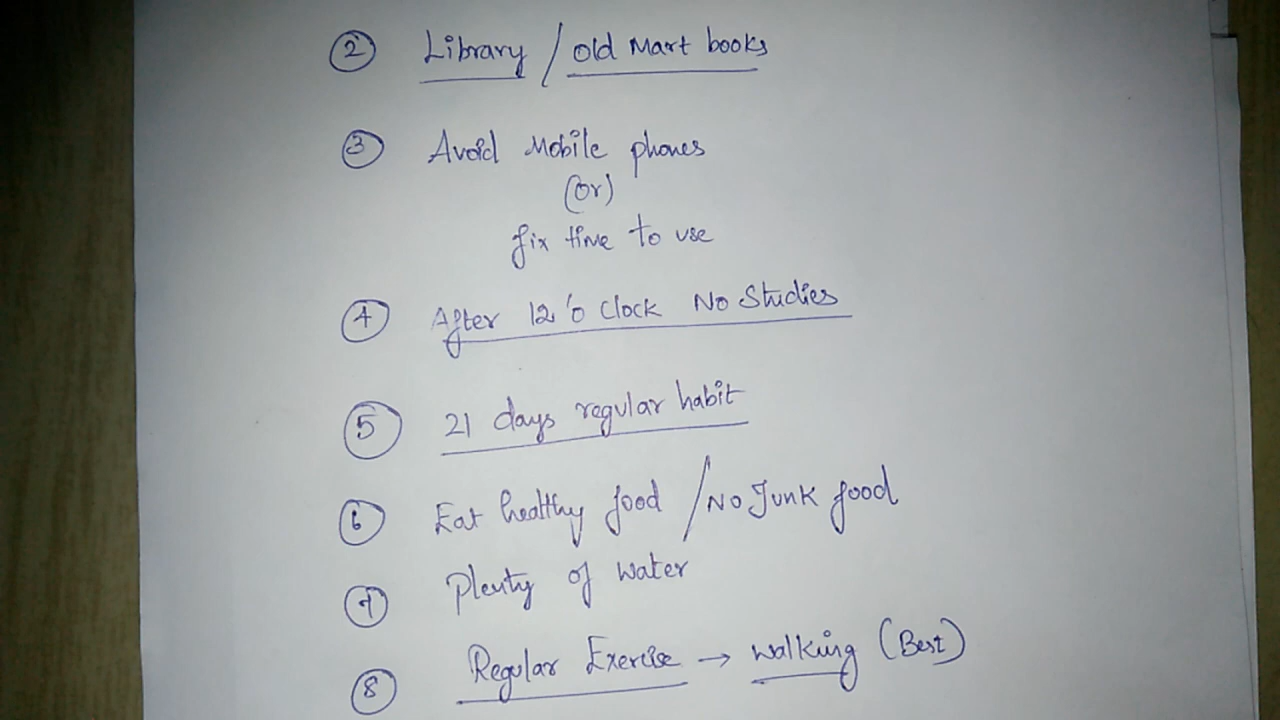 ② Library / old Mart books
③ Avoid Mobile phones
(or)
fix time to use
④ After 12 'o clock No Studies
⑤ 21 days regular habit
⑥ Eat healthy food / No Junk food
⑦ Plenty of water
⑧ Regular Exercise → Walking (Best)